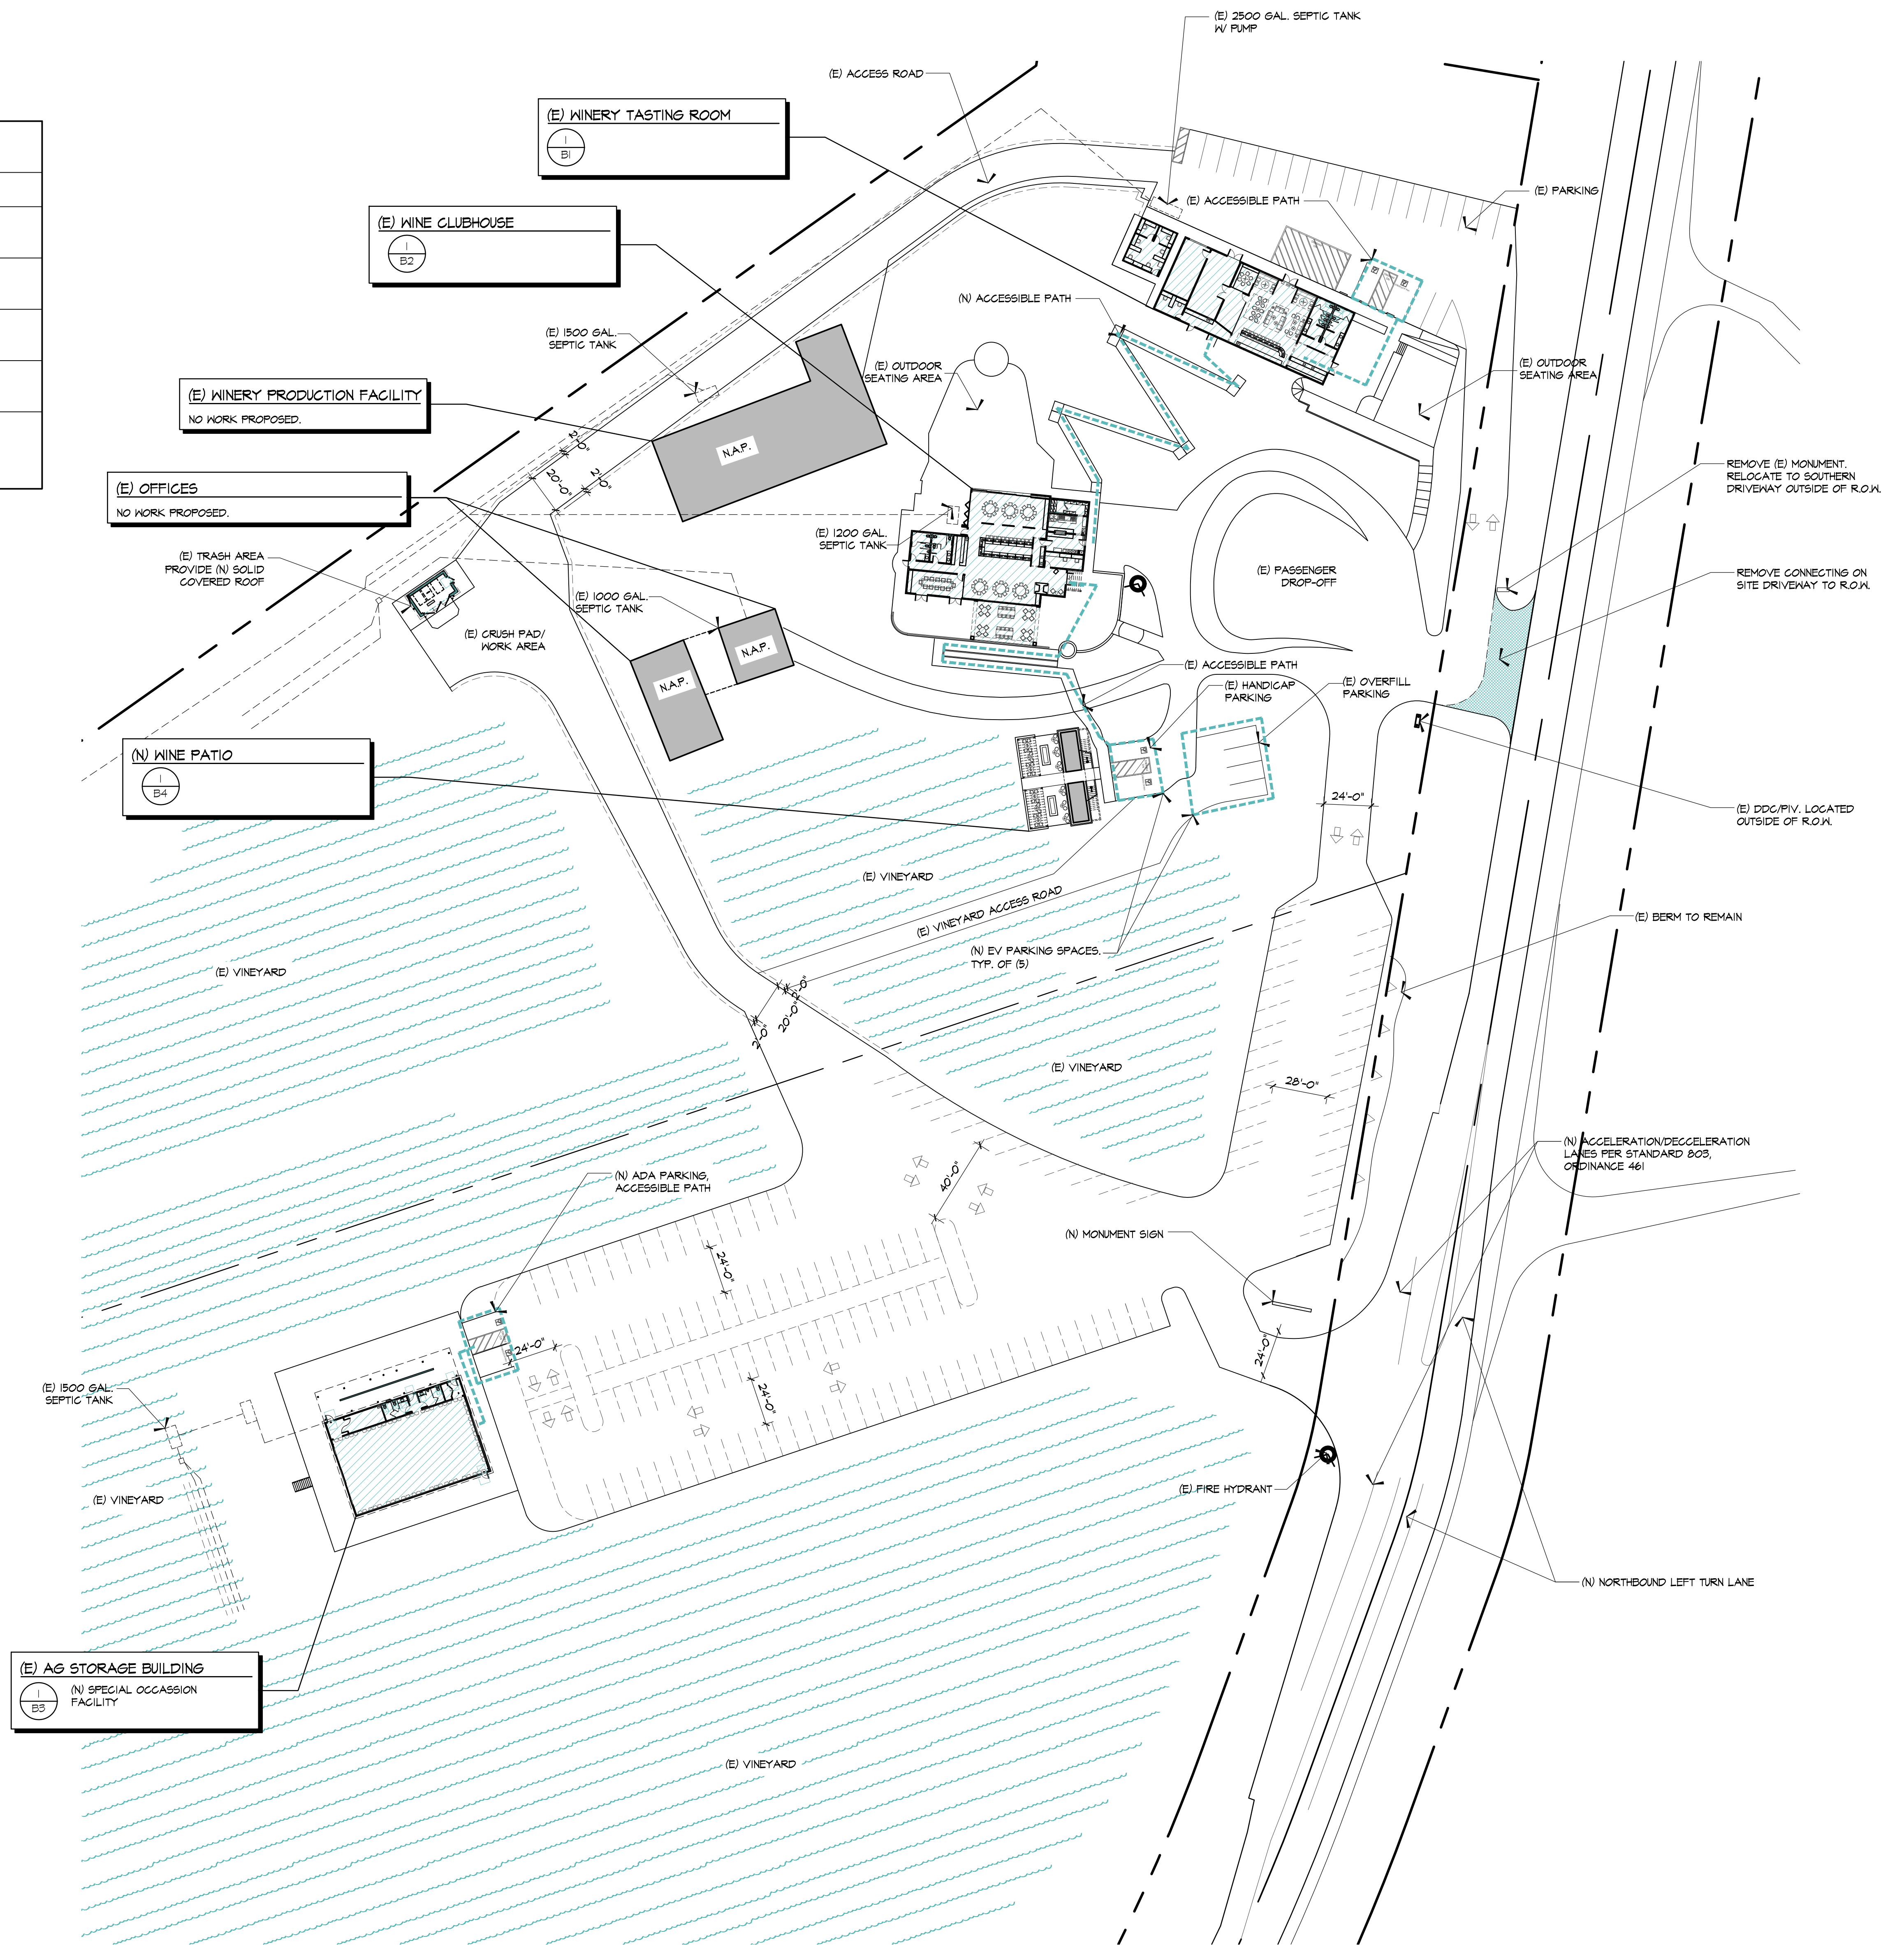 (E) 2500 GAL. SEPTIC TANK
W/ PUMP
(E) ACCESS ROAD
(E) WINERY TASTING ROOM
1
B1
(E) PARKING
(E) ACCESSIBLE PATH
(E) WINE CLUBHOUSE
1
B2
(N) ACCESSIBLE PATH
(E) 1500 GAL.
SEPTIC TANK
(E) OUTDOOR
SEATING AREA
(E) OUTDOOR
SEATING AREA
(E) WINERY PRODUCTION FACILITY
NO WORK PROPOSED.
N.A.P.
2'-0"
20'-0"
2'-0"
REMOVE (E) MONUMENT.
RELOCATE TO SOUTHERN
DRIVEWAY OUTSIDE OF R.O.W.
(E) OFFICES
NO WORK PROPOSED.
(E) 1200 GAL.
SEPTIC TANK
(E) TRASH AREA
PROVIDE (N) SOLID
COVERED ROOF
(E) PASSENGER
DROP-OFF
REMOVE CONNECTING ON
SITE DRIVEWAY TO R.O.W.
(E) 1000 GAL.
SEPTIC TANK
(E) CRUSH PAD/
WORK AREA
N.A.P.
N.A.P.
(E) ACCESSIBLE PATH
(E) HANDICAP
PARKING
(E) OVERFILL
PARKING
(N) WINE PATIO
1
B4
24'-0"
(E) DDC/PIV. LOCATED
OUTSIDE OF R.O.W.
(E) VINEYARD
(E) VINEYARD ACCESS ROAD
(E) BERM TO REMAIN
(N) EV PARKING SPACES.
TYP. OF (5)
(E) VINEYARD
2'-0"
20'-0"
2'-0"
(E) VINEYARD
28'-0"
(N) ACCELERATION/DECCELERATION
LANES PER STANDARD 803,
ORDINANCE 461
(N) ADA PARKING,
ACCESSIBLE PATH
40'-0"
(N) MONUMENT SIGN
24'-0"
24'-0"
24'-0"
24'-0"
(E) 1500 GAL.
SEPTIC TANK
(E) FIRE HYDRANT
(E) VINEYARD
(N) NORTHBOUND LEFT TURN LANE
(E) AG STORAGE BUILDING
1
B3
(N) SPECIAL OCCASSION
FACILITY
(E) VINEYARD